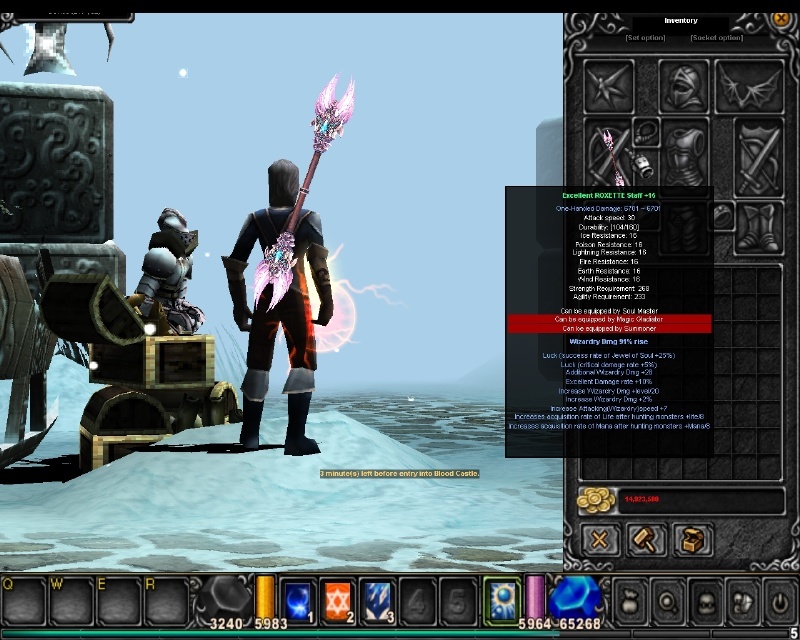 Inventory
[Set option] [Socket option]
Excellent ROXETTE Staff +16
One-Handed Damage: 6701 ~ 6701
Attack speed: 30
Durability: [104/160]
Ice Resistance: 16
Poison Resistance: 16
Lightning Resistance: 16
Fire Resistance: 16
Earth Resistance: 16
Wind Resistance: 16
Strength Requirement: 268
Agility Requirement: 233
Can be equipped by Soul Master
Can be equipped by Magic Gladiator
Can be equipped by Summoner
Wizardry Dmg 91% rise
Luck (success rate of Jewel of Soul +25%)
Luck (critical damage rate +5%)
Additional Wizardry Dmg +28
Excellent Damage rate +10%
Increase Wizardry Dmg +level/20
Increase Wizardry Dmg +2%
Increase Attacking(Wizardry)speed +7
Increases acquisition rate of Life after hunting monsters +life/8
Increases acquisition rate of Mana after hunting monsters +Mana/8
3 minute(s) left before entry into Blood Castle.
Q W E R
1 2 3 4 5
3240 5983 5964 65268
5